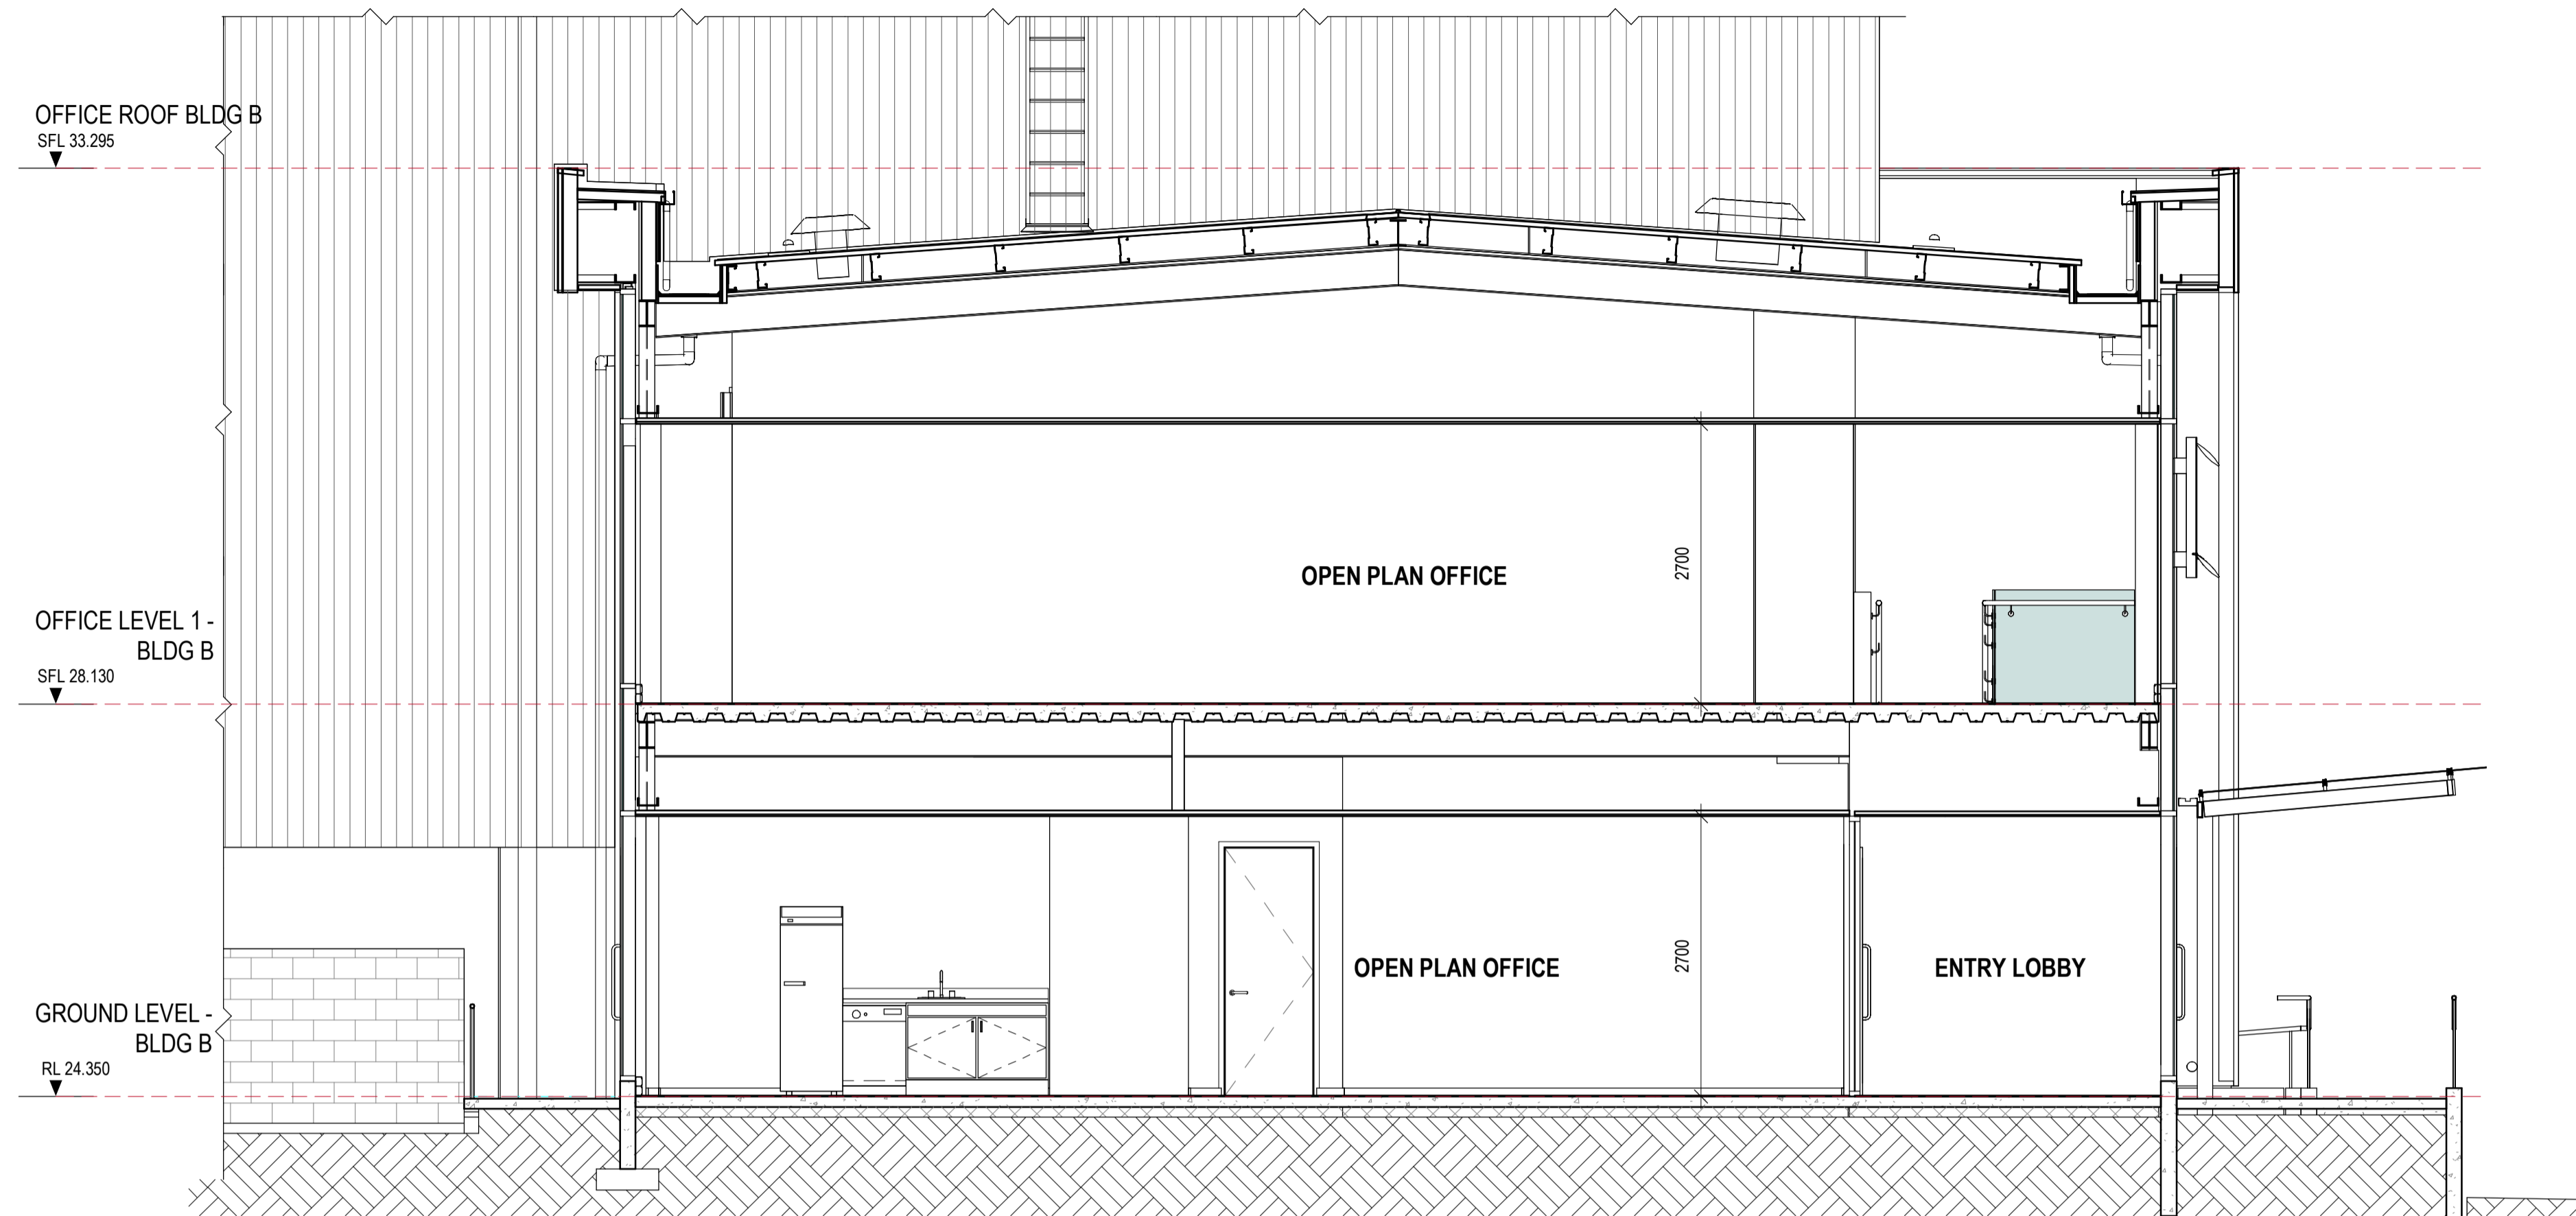 OFFICE ROOF BLDG B
SFL 33.295
OPEN PLAN OFFICE
2700
OFFICE LEVEL 1 -
BLDG B
SFL 28.130
OPEN PLAN OFFICE
2700
ENTRY LOBBY
GROUND LEVEL -
BLDG B
RL 24.350